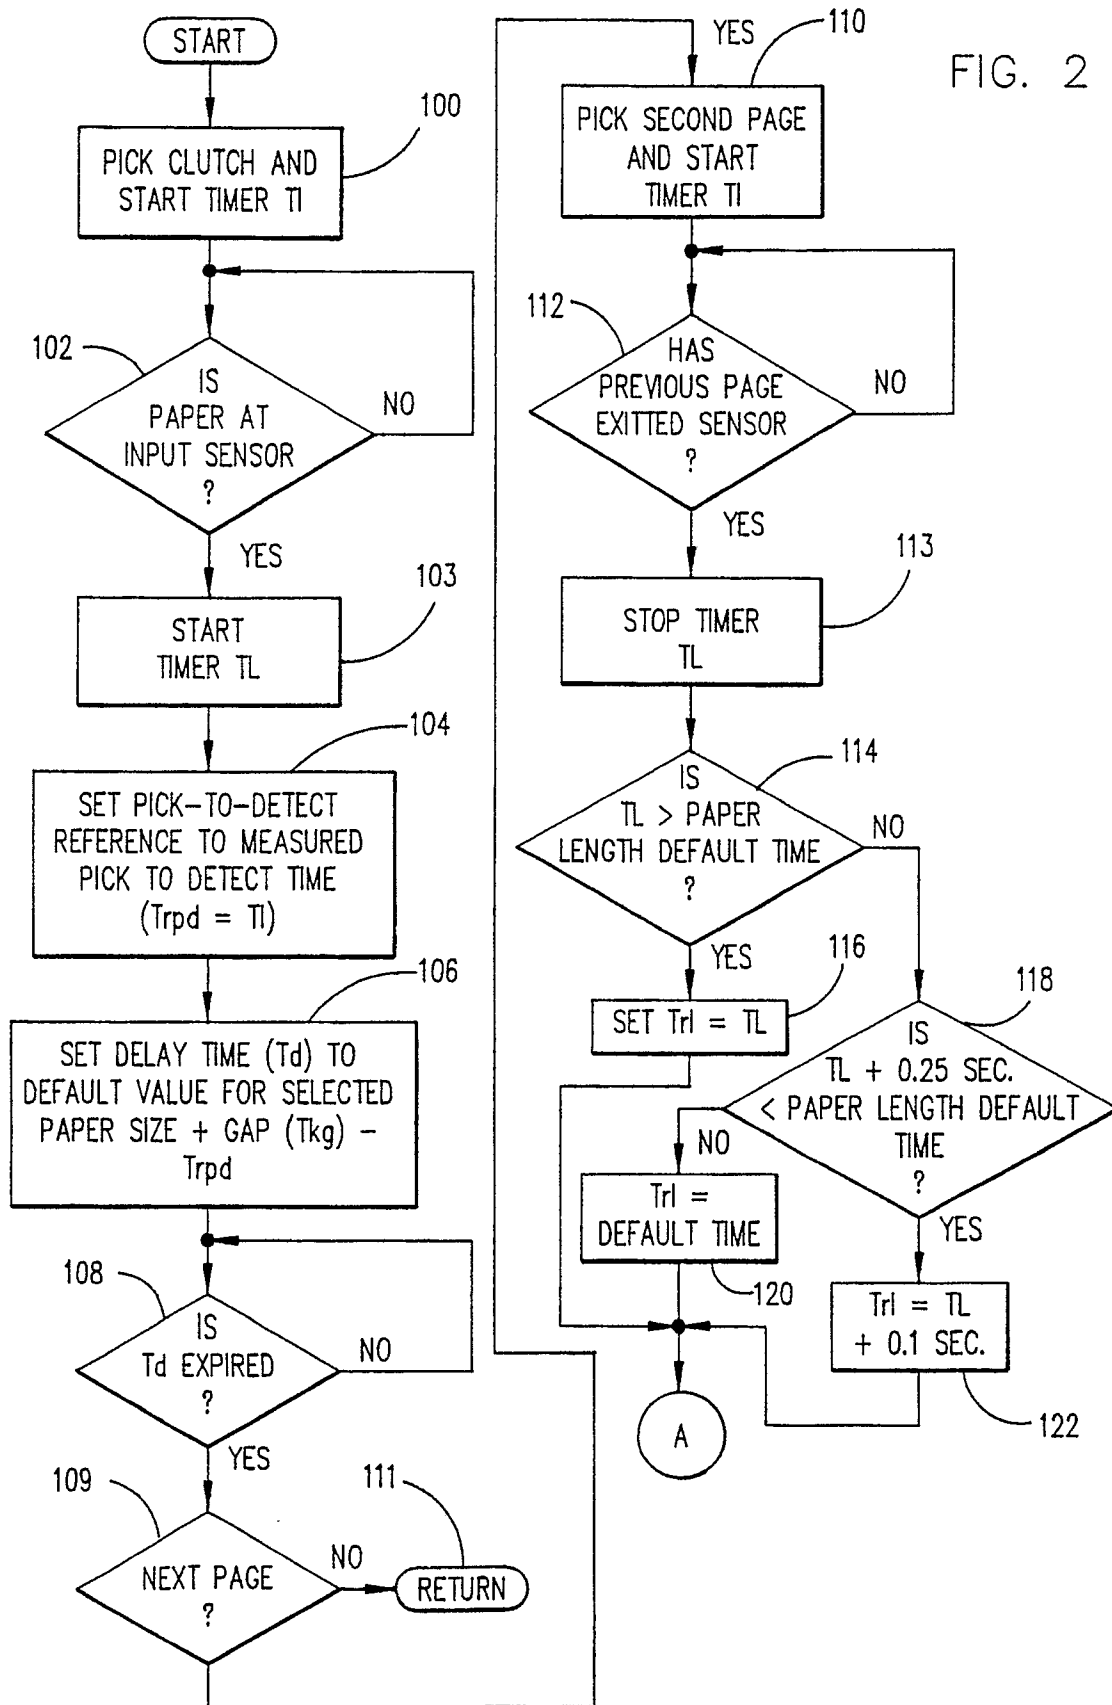 START
100
PICK CLUTCH AND
START TIMER TI
102
IS
PAPER AT
INPUT SENSOR
?
NO
YES
103
START
TIMER TL
104
SET PICK-TO-DETECT
REFERENCE TO MEASURED
PICK TO DETECT TIME
(Trpd = TI)
106
SET DELAY TIME (Td) TO
DEFAULT VALUE FOR SELECTED
PAPER SIZE + GAP (Tkg) -
Trpd
108
IS
Td EXPIRED
?
NO
YES
109
NEXT PAGE
?
NO
111
RETURN
YES
110
FIG. 2
PICK SECOND PAGE
AND START
TIMER TI
112
HAS
PREVIOUS PAGE
EXITTED SENSOR
?
NO
YES
113
STOP TIMER
TL
114
IS
TL > PAPER
LENGTH DEFAULT TIME
?
NO
YES
116
SET Trl = TL
118
IS
TL + 0.25 SEC.
< PAPER LENGTH DEFAULT
TIME
?
NO
YES
Trl =
DEFAULT TIME
120
Trl = TL
+ 0.1 SEC.
122
A